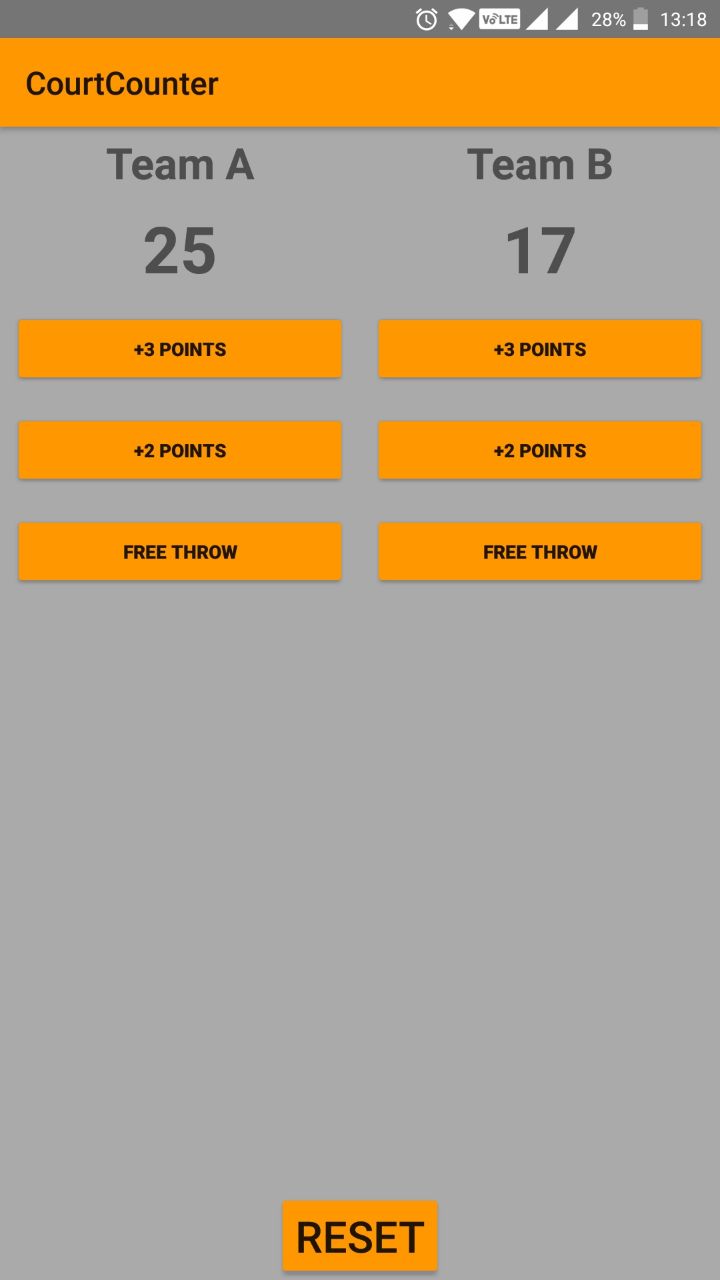 VoLTE 28% 13:18
CourtCounter
Team A Team B
25 17
+3 POINTS +3 POINTS
+2 POINTS +2 POINTS
FREE THROW FREE THROW
RESET